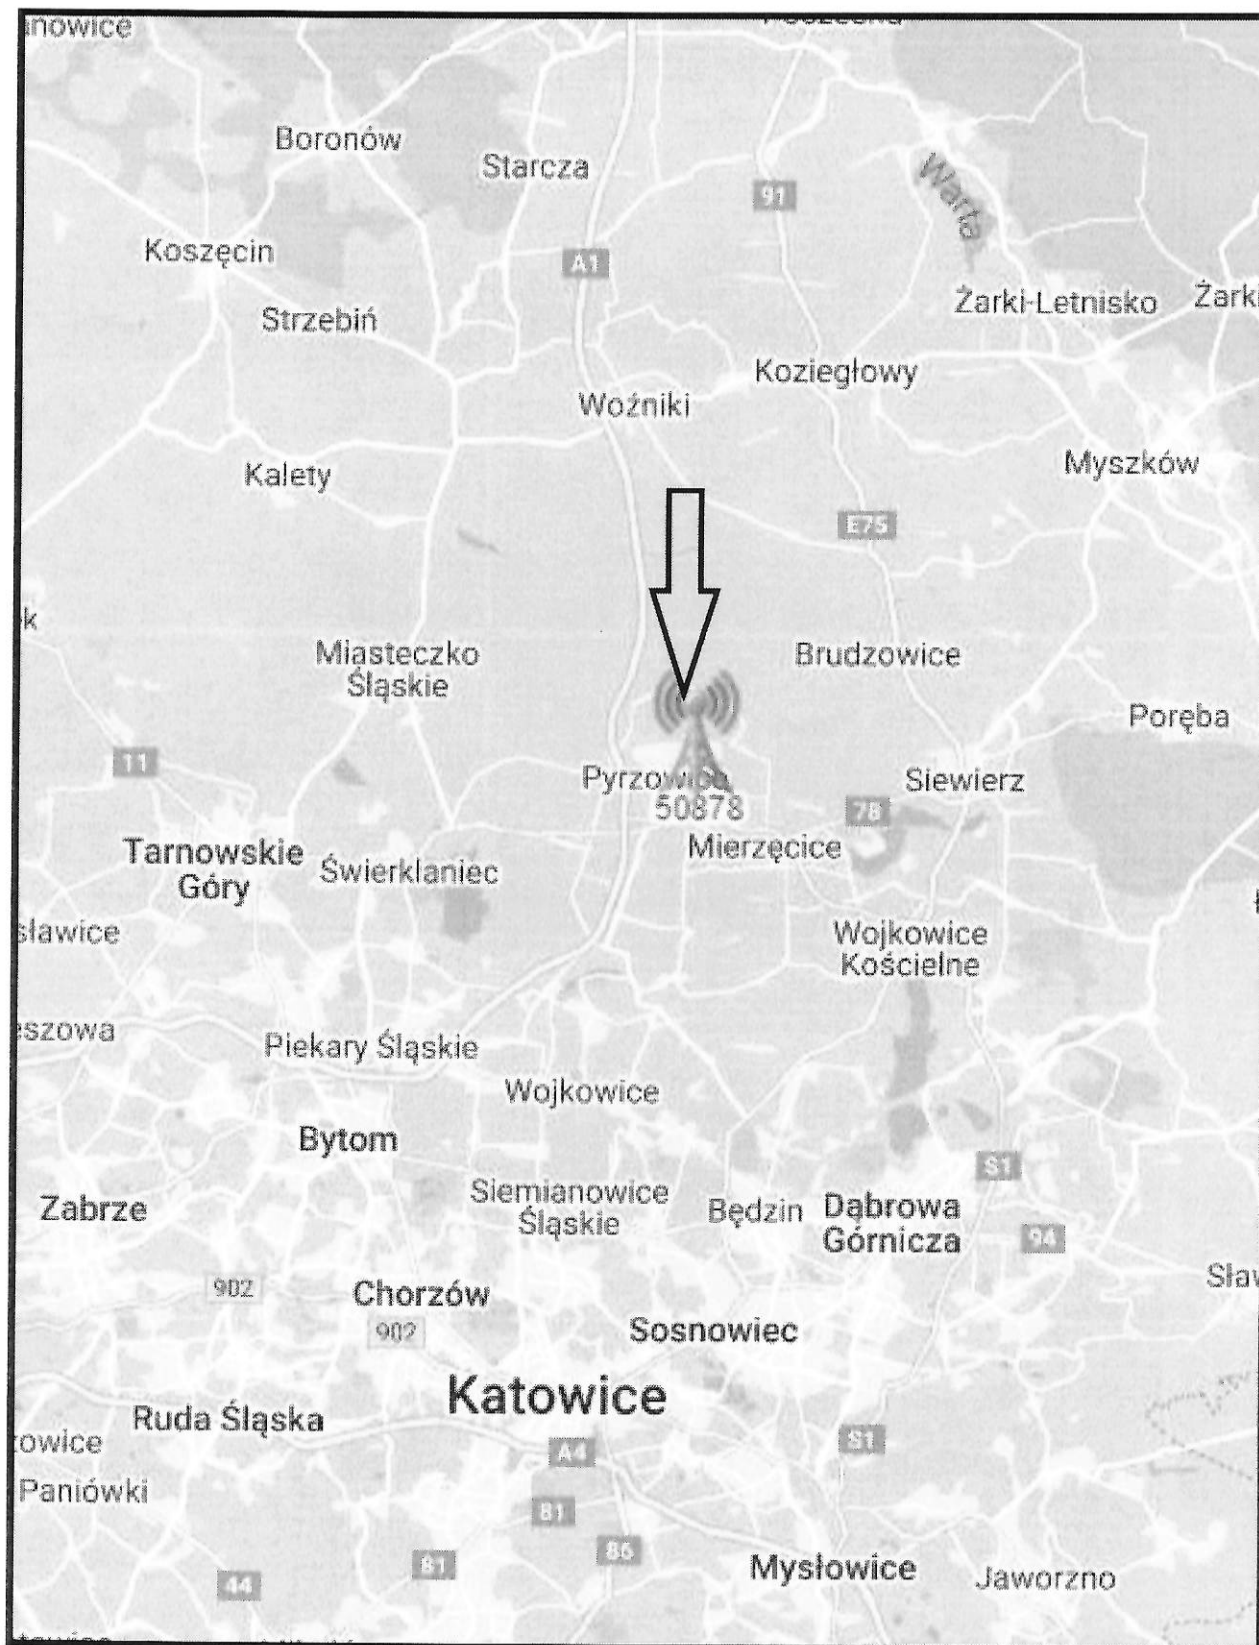 Boronów
Starcza
91
Warta
Koszęcin
A1
Żarki-Letnisko
Strzebiń
Koziegłowy
Woźniki
Myszków
Kalety
E75
Miasteczko
Śląskie
Brudzowice
Poręba
11
Pyrzowice
Siewierz
50878
78
Mierzęcice
Tarnowskie
Góry
Świerklaniec
Wojkowice
Kościelne
Piekary Śląskie
Wojkowice
Bytom
S1
Zabrze
Siemianowice
Śląskie
Będzin
Dąbrowa
Górnicza
94
902
Chorzów
902
Sosnowiec
Katowice
Ruda Śląska
A4
S1
Paniówki
81
86
81
44
Mysłowice
Jaworzno